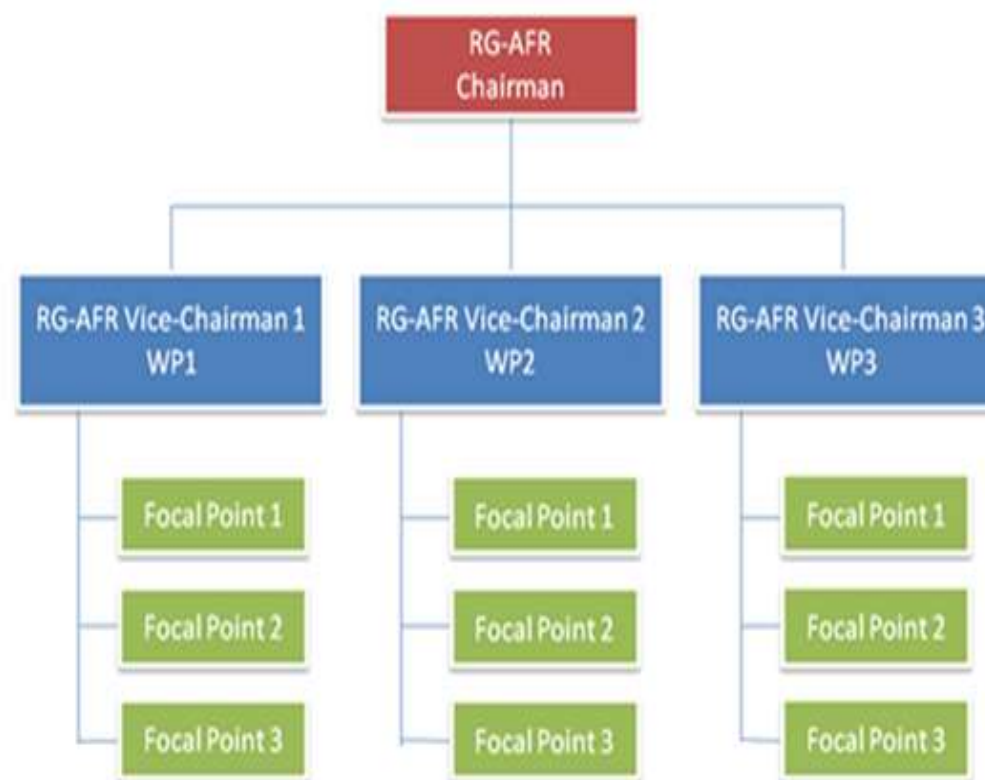 RG-AFR
Chairman
RG-AFR Vice-Chairman 1
WP1
RG-AFR Vice-Chairman 2
WP2
RG-AFR Vice-Chairman 3
WP3
Focal Point 1
Focal Point 2
Focal Point 3
Focal Point 1
Focal Point 2
Focal Point 3
Focal Point 1
Focal Point 2
Focal Point 3